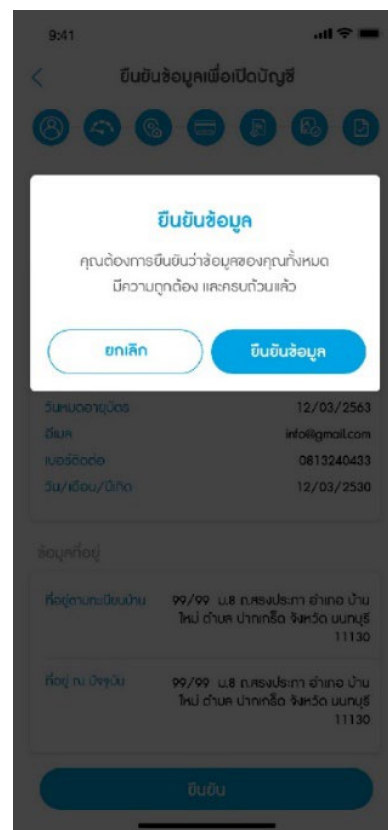 9:41
ยืนยันข้อมูลเพื่อเปิดบัญชี
ยืนยันข้อมูล
คุณต้องการยืนยันว่าข้อมูลของคุณทั้งหมด
มีความถูกต้อง และครบถ้วนแล้ว
ยกเลิก ยืนยันข้อมูล
วันหมดอายุบัตร 12/03/2563
อีเมล info@gmail.com
เบอร์ติดต่อ 0813240433
วัน/เดือน/ปีเกิด 12/03/2530
ข้อมูลที่อยู่
ที่อยู่ตามทะเบียนบ้าน 99/99 ม.8 ถ.สรงประภา อำเภอ บ้าน
ใหม่ ตำบล ปากเกร็ด จังหวัด นนทบุรี
11130
ที่อยู่ ณ ปัจจุบัน 99/99 ม.8 ถ.สรงประภา อำเภอ บ้าน
ใหม่ ตำบล ปากเกร็ด จังหวัด นนทบุรี
11130
ยืนยัน